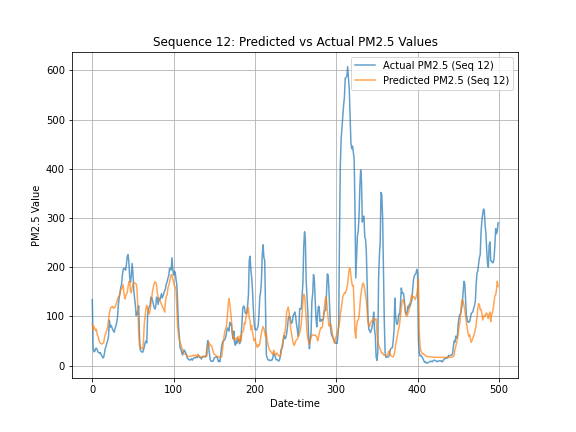 Sequence 12: Predicted vs Actual PM2.5 Values
Actual PM2.5 (Seq 12)
Predicted PM2.5 (Seq 12)
PM2.5 Value
600
500
400
300
200
100
0
0
100
200
300
400
500
Date-time